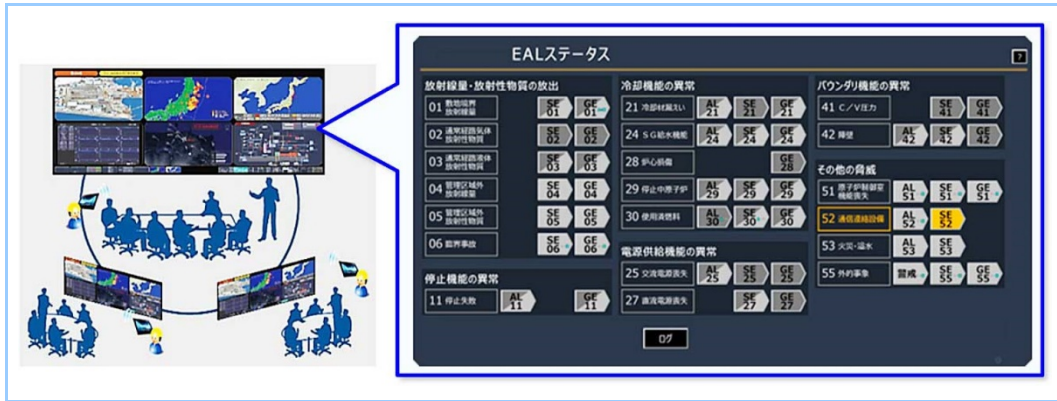 EALステータス
?
放射線量・放射性物質の放出
01 敷地境界
放射線量
SE
01
GE
01
02 通常経路気体
放射性物質
SE
02
GE
02
03 通常経路液体
放射性物質
SE
03
GE
03
04 管理区域外
放射線量
SE
04
GE
04
05 管理区域外
放射性物質
SE
05
GE
05
06 臨界事故
SE
06
GE
06
停止機能の異常
11 停止失敗
AL
11
GE
11
冷却機能の異常
21 冷却材漏えい
AL
21
SE
21
GE
21
24 SG給水機能
AL
24
SE
24
GE
24
28 炉心損傷
GE
28
29 停止中原子炉
AL
29
SE
29
GE
29
30 使用済燃料
AL
30
SE
30
GE
30
電源供給機能の異常
25 交流電源喪失
AL
25
SE
25
GE
25
27 直流電源喪失
SE
27
GE
27
ログ
バウンダリ機能の異常
41 C/V圧力
SE
41
GE
41
42 障壁
AL
42
SE
42
GE
42
その他の脅威
51 原子炉制御室
機能喪失
AL
51
SE
51
GE
51
52 通信連絡設備
AL
52
SE
52
53 火災・溢水
AL
53
SE
53
55 外的事象
警戒
SE
55
GE
55